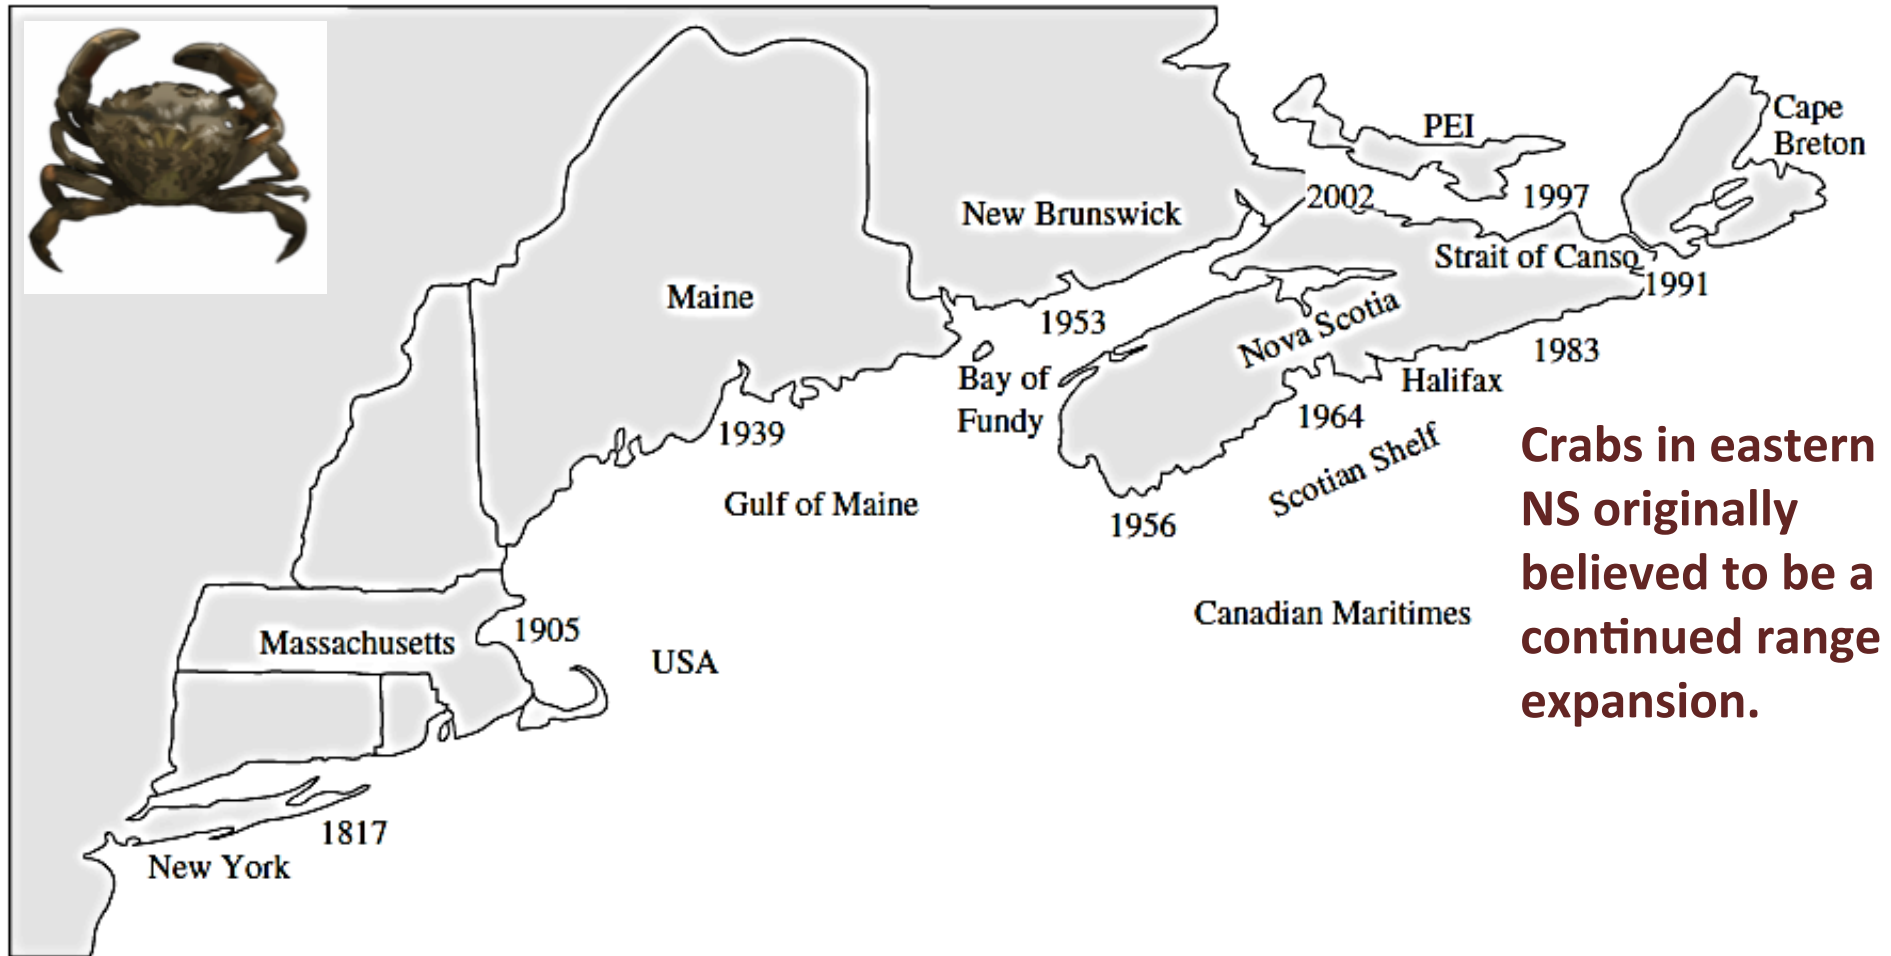 Cape
Breton
PEI
2002
1997
New Brunswick
Strait of Canso
1991
Maine
1953
Nova Scotia
1983
Bay of
Fundy
Halifax
1964
1939
Scotian Shelf
Gulf of Maine
1956
Crabs in eastern
NS originally
believed to be a
continued range
expansion.
Canadian Maritimes
1905
Massachusetts
USA
1817
New York